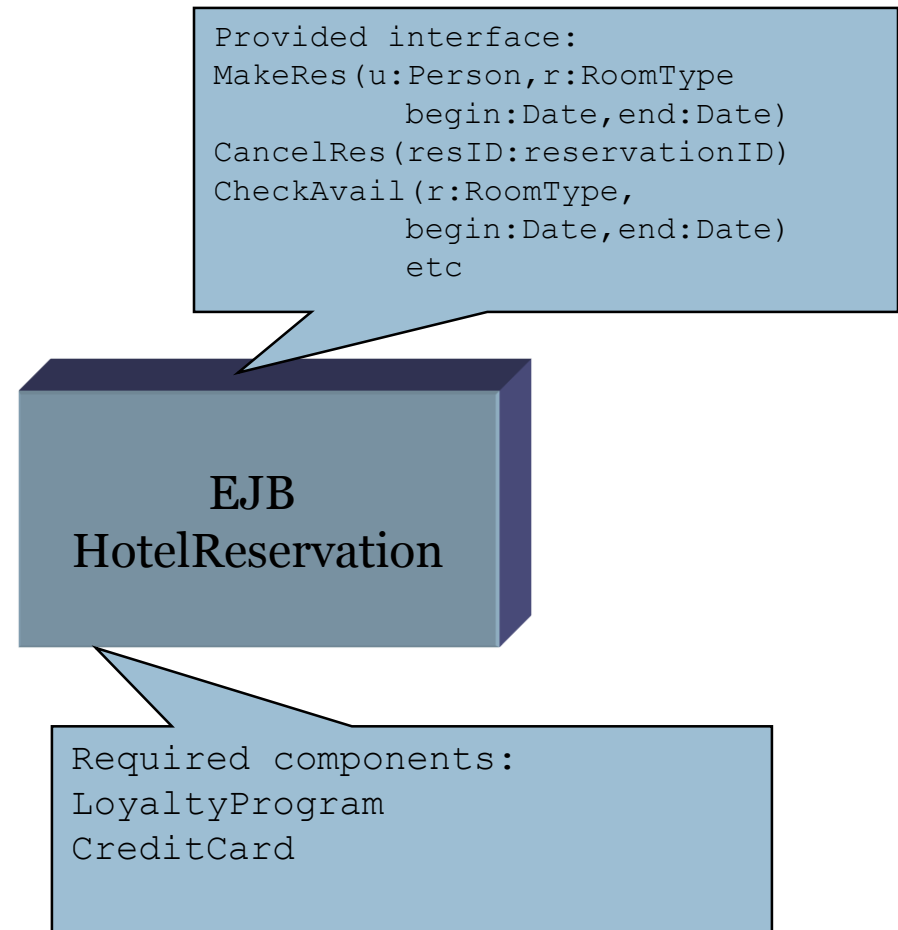 Provided interface:
MakeRes(u:Person,r:RoomType
begin:Date,end:Date)
CancelRes(resID:reservationID)
CheckAvail(r:RoomType,
begin:Date,end:Date)
etc
EJB
HotelReservation
Required components:
LoyaltyProgram
CreditCard